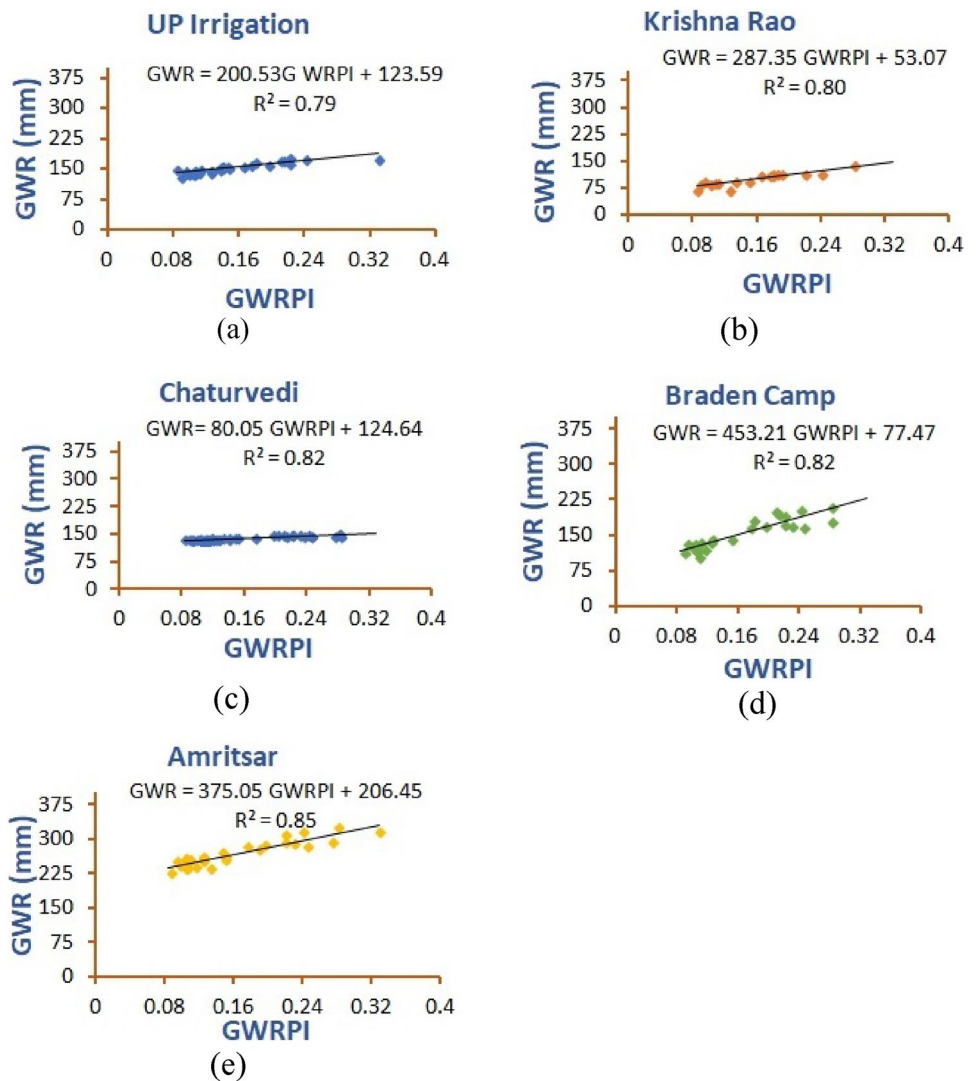 UP Irrigation
GWR = 200.53G WRPI + 123.59
R² = 0.79
GWR (mm)
375
300
225
150
75
0
0 0.08 0.16 0.24 0.32 0.4
GWRPI
(a)
Krishna Rao
GWR = 287.35 GWRPI + 53.07
R² = 0.80
GWR (mm)
375
300
225
150
75
0
0 0.08 0.16 0.24 0.32 0.4
GWRPI
(b)
Chaturvedi
GWR= 80.05 GWRPI + 124.64
R² = 0.82
GWR (mm)
375
300
225
150
75
0
0 0.08 0.16 0.24 0.32 0.4
GWRPI
(c)
Braden Camp
GWR = 453.21 GWRPI + 77.47
R² = 0.82
GWR (mm)
375
300
225
150
75
0
0 0.08 0.16 0.24 0.32 0.4
GWRPI
(d)
Amritsar
GWR = 375.05 GWRPI + 206.45
R² = 0.85
GWR (mm)
375
300
225
150
75
0
0 0.08 0.16 0.24 0.32 0.4
GWRPI
(e)